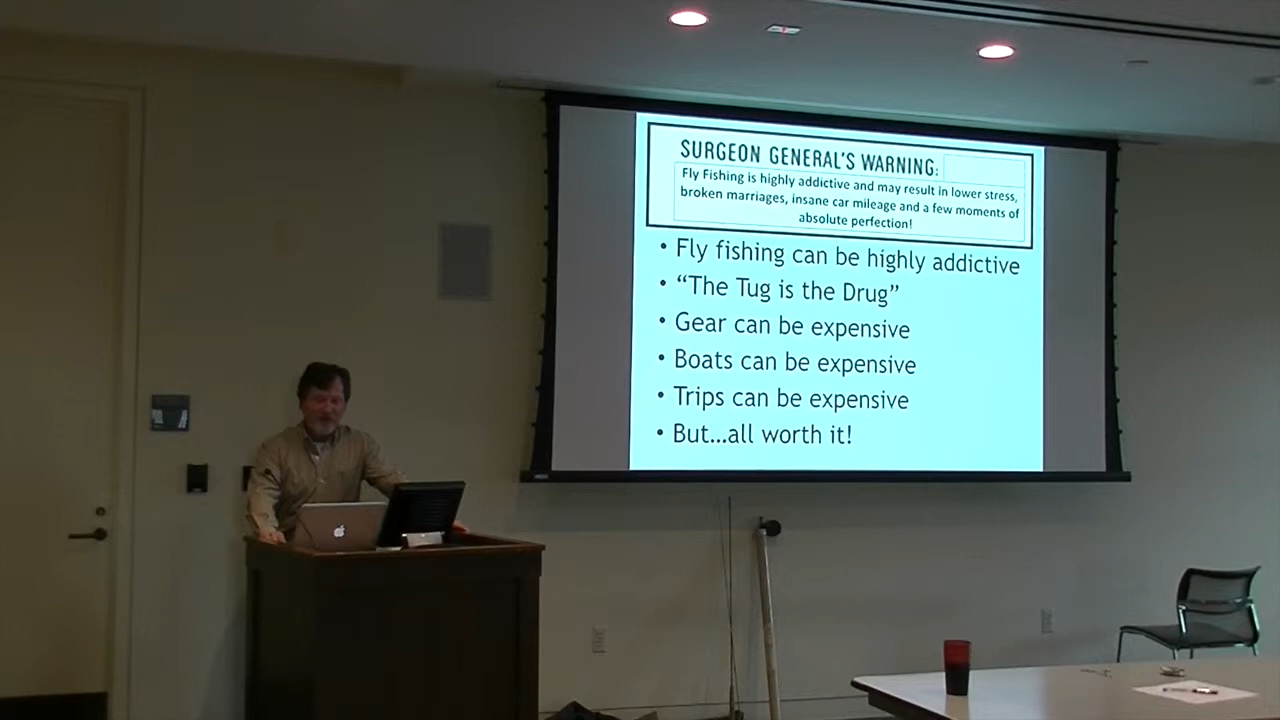 SURGEON GENERAL'S WARNING:
Fly Fishing is highly addictive and may result in lower stress,
broken marriages, insane car mileage and a few moments of
absolute perfection!
• Fly fishing can be highly addictive
• “The Tug is the Drug”
• Gear can be expensive
• Boats can be expensive
• Trips can be expensive
• But...all worth it!